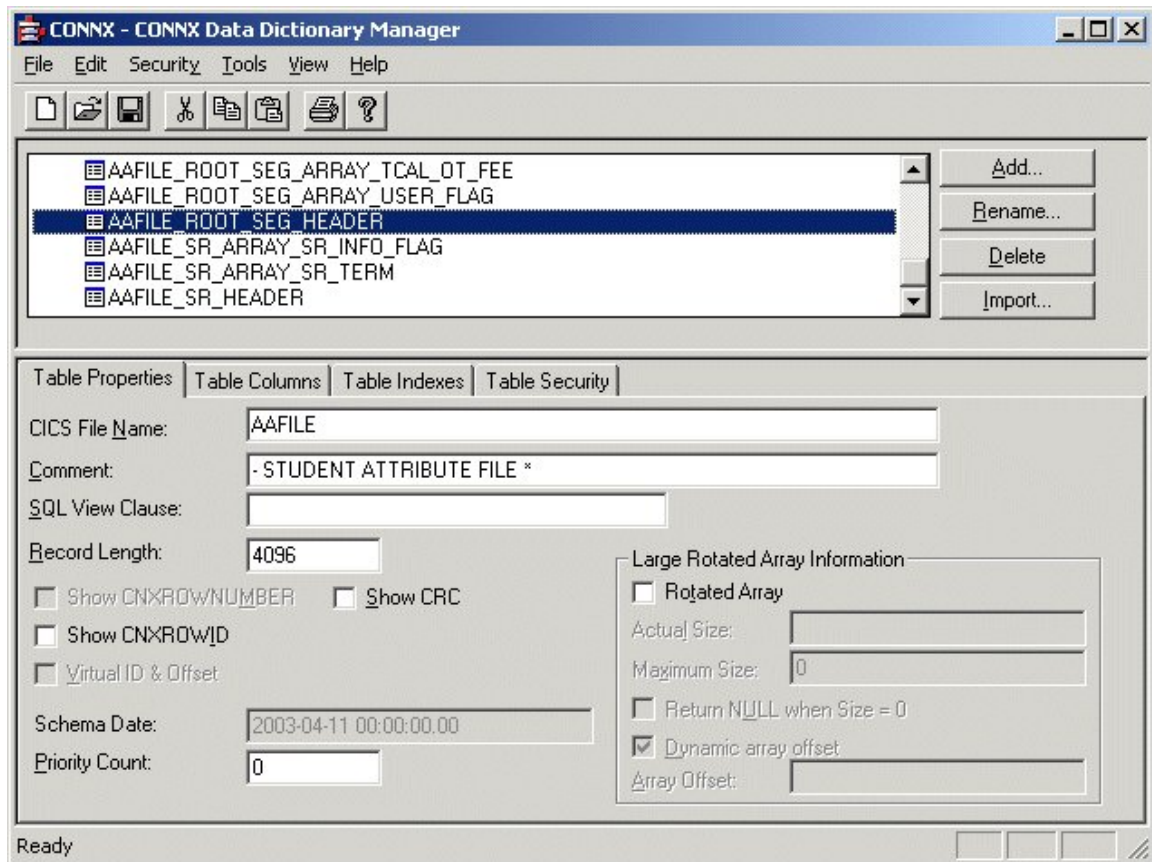 CONNX - CONNX Data Dictionary Manager
File Edit Security Tools View Help
AAFILE_ROOT_SEG_ARRAY_TCAL_OT_FEE
AAFILE_ROOT_SEG_ARRAY_USER_FLAG
AAFILE_ROOT_SEG_HEADER
AAFILE_SR_ARRAY_SR_INFO_FLAG
AAFILE_SR_ARRAY_SR_TERM
AAFILE_SR_HEADER
Add...
Rename...
Delete
Import...
Table Properties Table Columns Table Indexes Table Security
CICS File Name: AAFILE
Comment: - STUDENT ATTRIBUTE FILE *
SQL View Clause:
Record Length: 4096
Show CNXROWNUMBER Show CRC
Show CNXROWID
Virtual ID & Offset
Schema Date: 2003-04-11 00:00:00.00
Priority Count: 0
Large Rotated Array Information
Rotated Array
Actual Size:
Maximum Size: 0
Return NULL when Size = 0
Dynamic array offset
Array Offset:
Ready